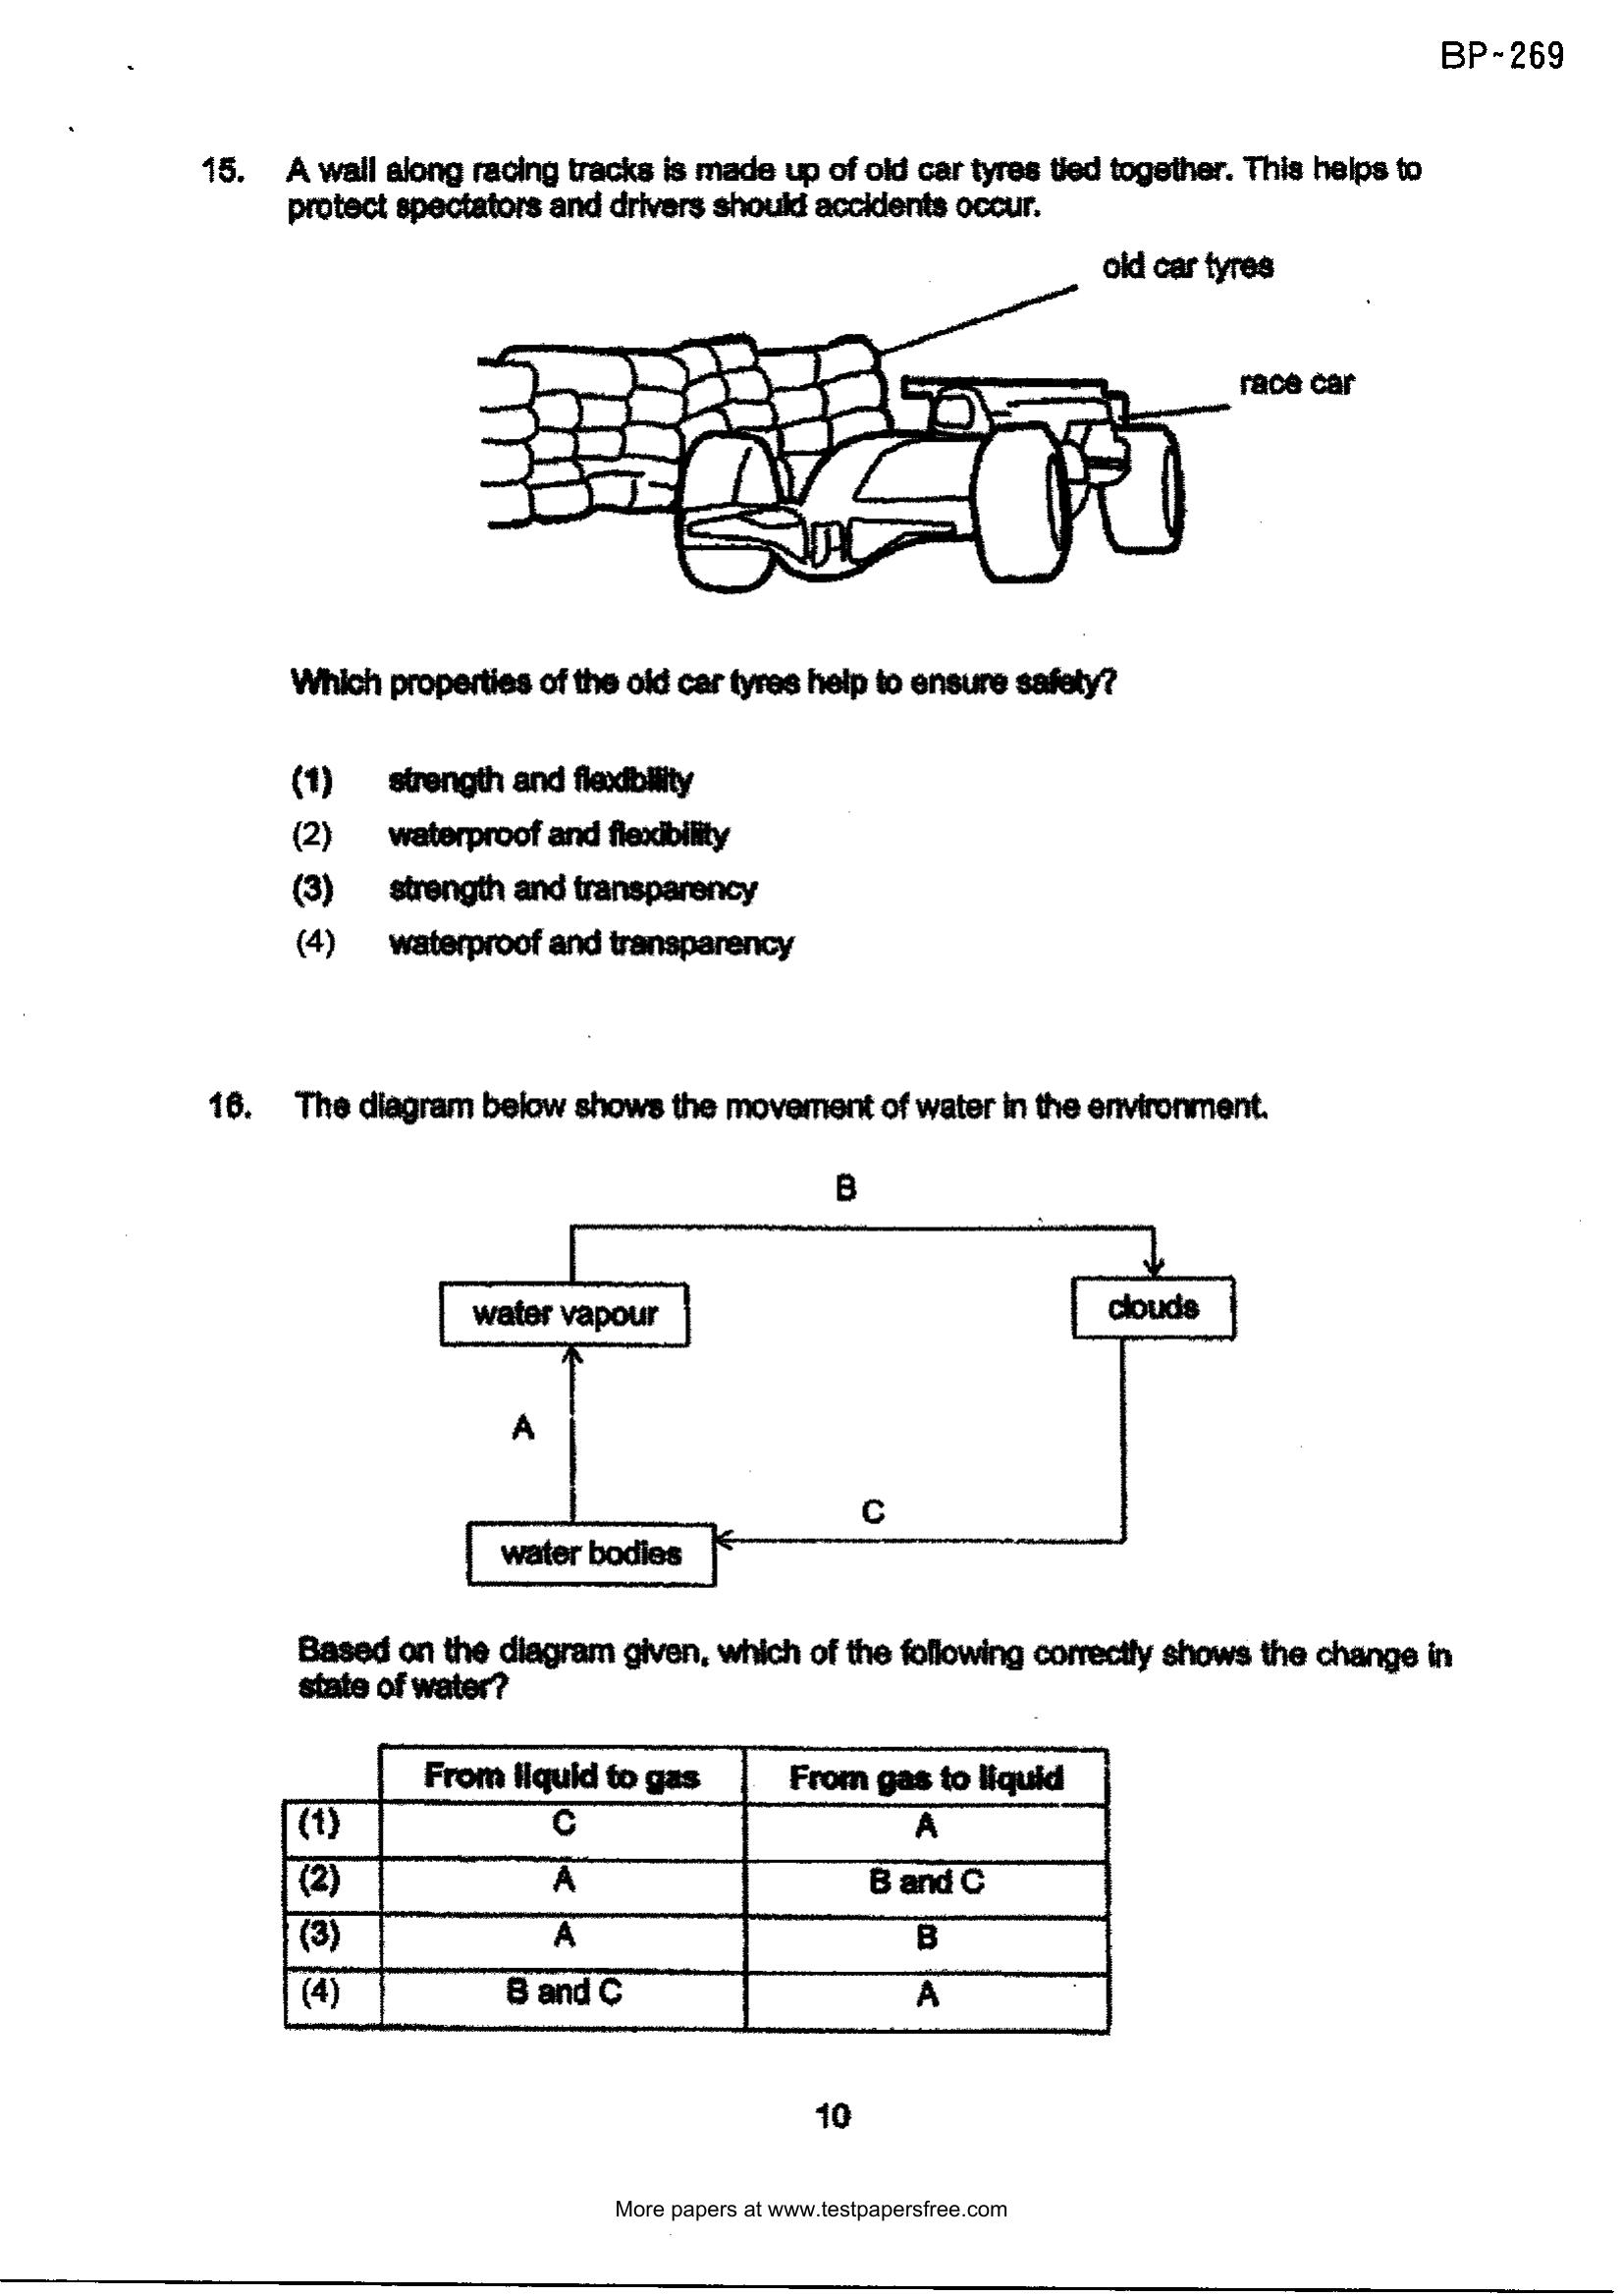 BP-269
15. A wall along racing tracks is made up of old car tyres tied together. This helps to
protect spectators and drivers should accidents occur.
old car tyres
race car
Which properties of the old car tyres help to ensure safety?
(1) strength and flexibility
(2) waterproof and flexibility
(3) strength and transparency
(4) waterproof and transparency
16. The diagram below shows the movement of water in the environment.
B
water vapour
clouds
A
C
water bodies
Based on the diagram given, which of the following correctly shows the change in
state of water?
From liquid to gas From gas to liquid
(1) C A
(2) A B and C
(3) A B
(4) B and C A
10
More papers at www.testpapersfree.com